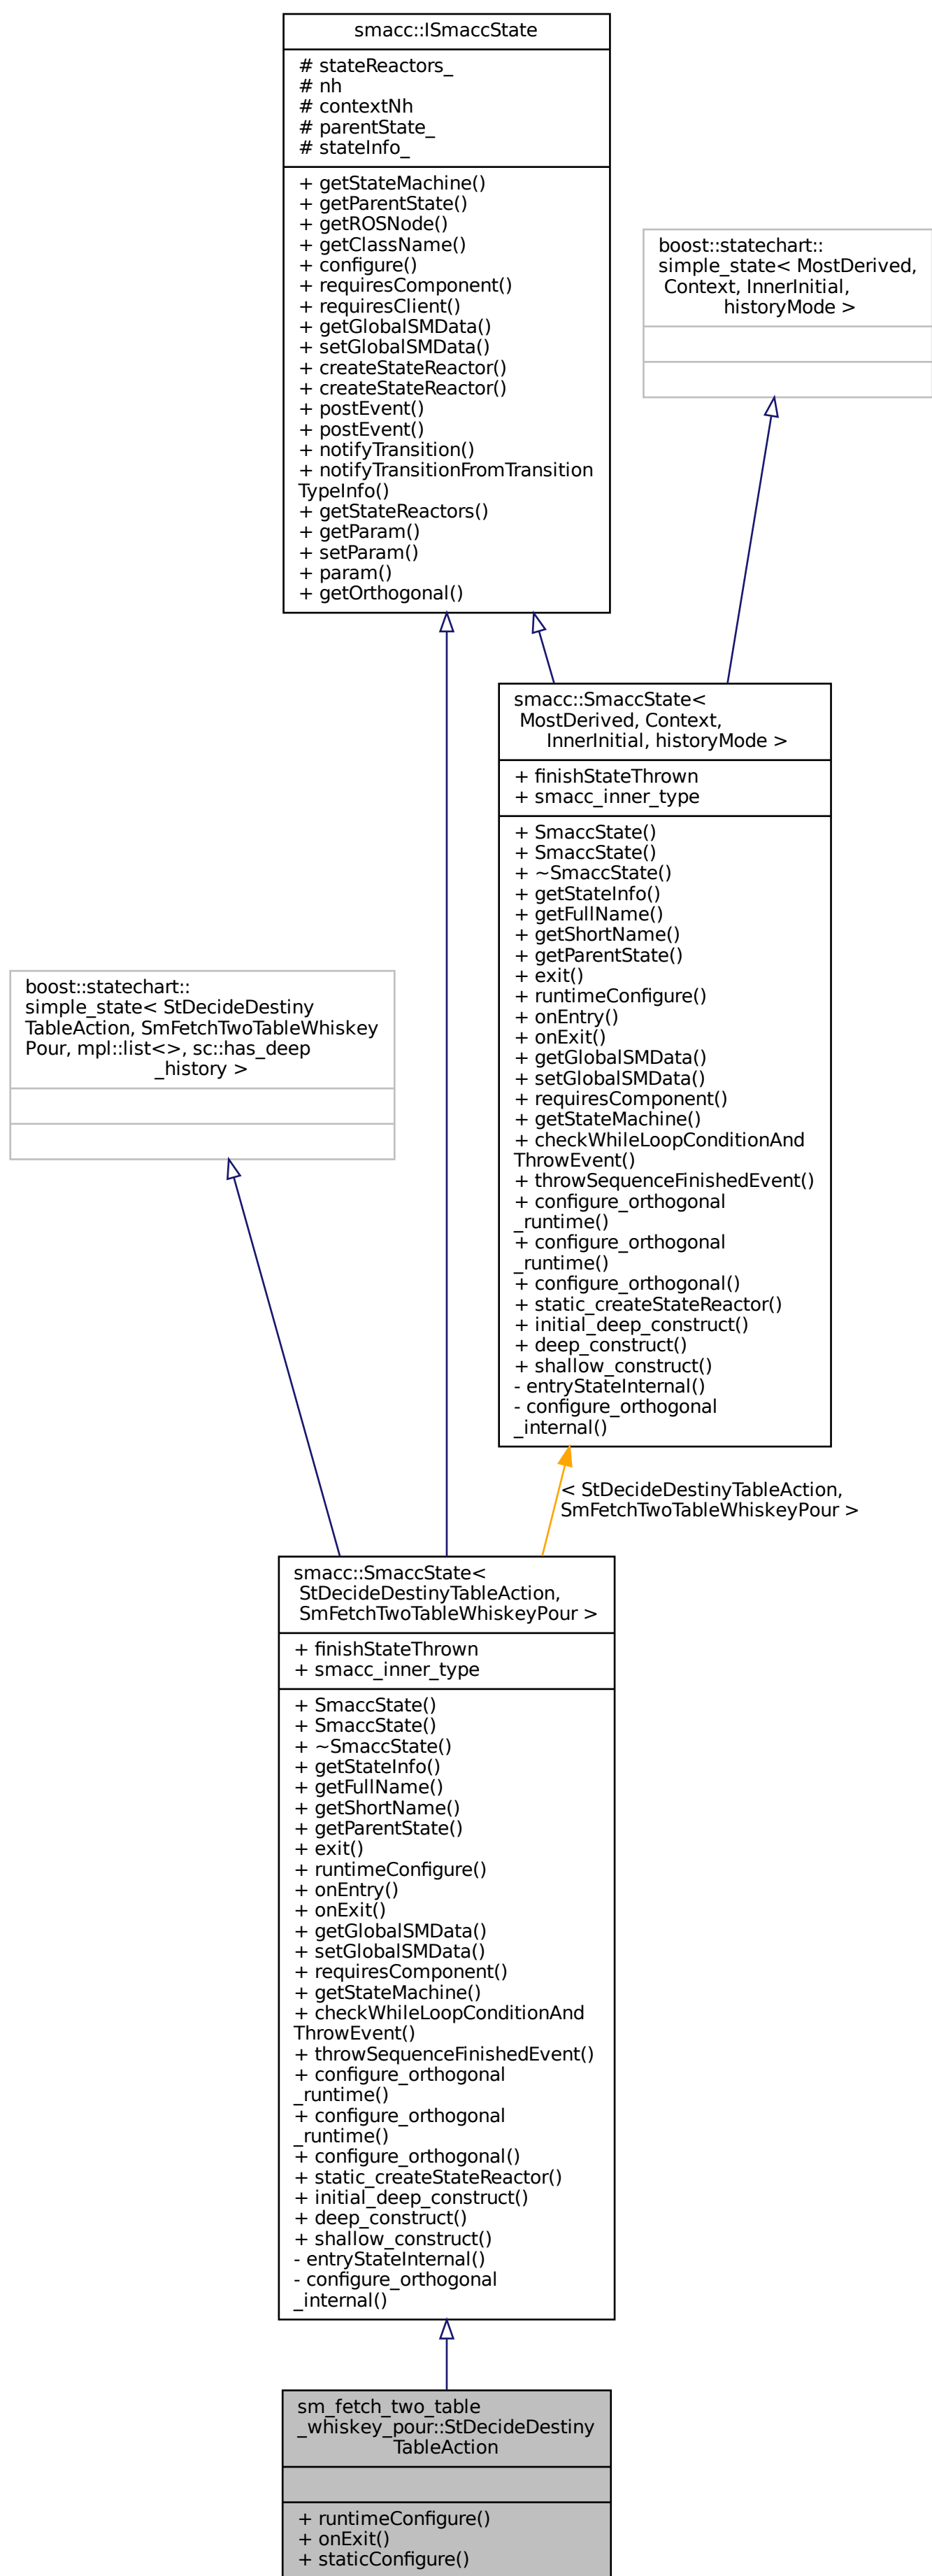 smacc::ISmaccState
# stateReactors_
# nh
# contextNh
# parentState_
# stateInfo_
+ getStateMachine()
+ getParentState()
+ getROSNode()
+ getClassName()
+ configure()
+ requiresComponent()
+ requiresClient()
+ getGlobalSMData()
+ setGlobalSMData()
+ createStateReactor()
+ createStateReactor()
+ postEvent()
+ postEvent()
+ notifyTransition()
+ notifyTransitionFromTransition
TypeInfo()
+ getStateReactors()
+ getParam()
+ setParam()
+ param()
+ getOrthogonal()
boost::statechart::
simple_state< MostDerived,
Context, InnerInitial,
historyMode >
smacc::SmaccState<
MostDerived, Context,
InnerInitial, historyMode >
+ finishStateThrown
+ smacc_inner_type
+ SmaccState()
+ SmaccState()
+ ~SmaccState()
+ getStateInfo()
+ getFullName()
+ getShortName()
+ getParentState()
+ exit()
+ runtimeConfigure()
+ onEntry()
+ onExit()
+ getGlobalSMData()
+ setGlobalSMData()
+ requiresComponent()
+ getStateMachine()
+ checkWhileLoopConditionAnd
ThrowEvent()
+ throwSequenceFinishedEvent()
+ configure_orthogonal
_runtime()
+ configure_orthogonal
_runtime()
+ configure_orthogonal()
+ static_createStateReactor()
+ initial_deep_construct()
+ deep_construct()
+ shallow_construct()
- entryStateInternal()
- configure_orthogonal
_internal()
boost::statechart::
simple_state< StDecideDestiny
TableAction, SmFetchTwoTableWhiskey
Pour, mpl::list<>, sc::has_deep
_history >
< StDecideDestinyTableAction,
SmFetchTwoTableWhiskeyPour >
smacc::SmaccState<
StDecideDestinyTableAction,
SmFetchTwoTableWhiskeyPour >
+ finishStateThrown
+ smacc_inner_type
+ SmaccState()
+ SmaccState()
+ ~SmaccState()
+ getStateInfo()
+ getFullName()
+ getShortName()
+ getParentState()
+ exit()
+ runtimeConfigure()
+ onEntry()
+ onExit()
+ getGlobalSMData()
+ setGlobalSMData()
+ requiresComponent()
+ getStateMachine()
+ checkWhileLoopConditionAnd
ThrowEvent()
+ throwSequenceFinishedEvent()
+ configure_orthogonal
_runtime()
+ configure_orthogonal
_runtime()
+ configure_orthogonal()
+ static_createStateReactor()
+ initial_deep_construct()
+ deep_construct()
+ shallow_construct()
- entryStateInternal()
- configure_orthogonal
_internal()
sm_fetch_two_table
_whiskey_pour::StDecideDestiny
TableAction
+ runtimeConfigure()
+ onExit()
+ staticConfigure()